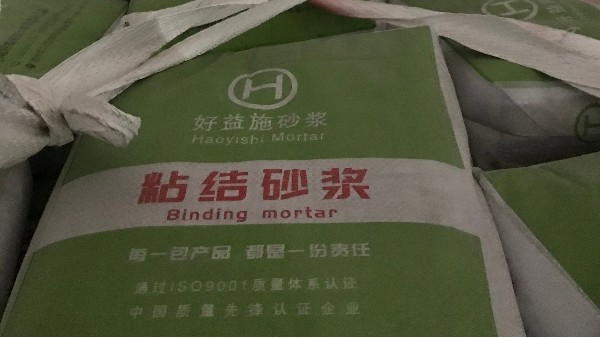 H
好益施砂浆
Haoyishi Mortar
粘结砂浆
Binding mortar
每一包产品 都是一份责任
通过ISO9001质量体系认证
中国质量先锋认证企业